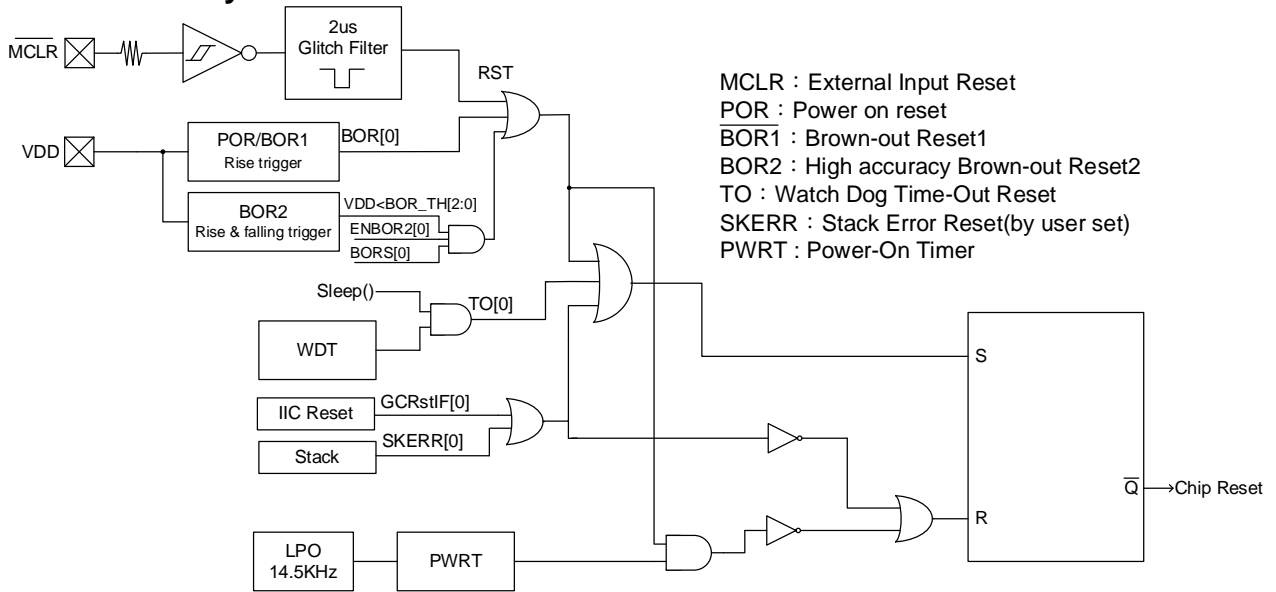 MCLR
2us
Glitch Filter
RST
MCLR：External Input Reset
POR：Power on reset
BOR1：Brown-out Reset1
BOR2：High accuracy Brown-out Reset2
TO：Watch Dog Time-Out Reset
SKERR：Stack Error Reset(by user set)
PWRT : Power-On Timer
VDD
POR/BOR1
Rise trigger
BOR[0]
BOR2
Rise & falling trigger
VDD<BOR_TH[2:0]
ENBOR2[0]
BORS[0]
Sleep()
TO[0]
WDT
S
IIC Reset
GCRstIF[0]
Stack
SKERR[0]
Q
Chip Reset
R
LPO
14.5KHz
PWRT